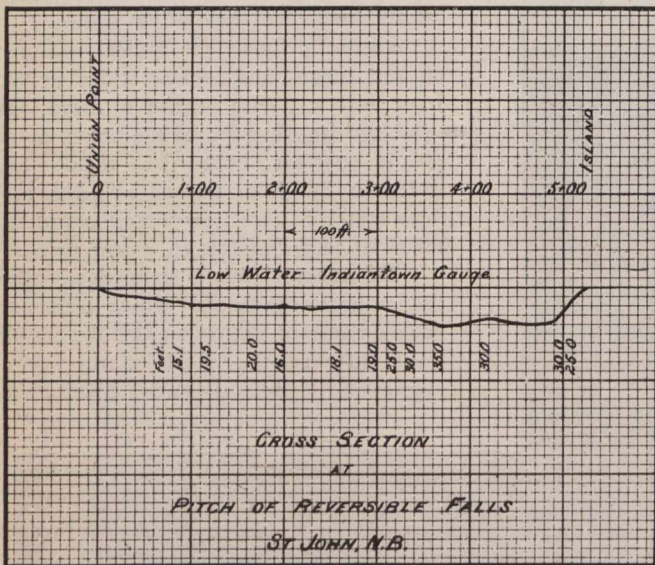 UNION POINT
ISLAND
0 1+00 2+00 3+00 4+00 5+00
100 ft.
Low Water Indiantown Gauge.
Feet. 15.1 19.5 20.0 16.0 18.1 19.0 25.0 30.0 35.0 30.0 30.0 25.0
CROSS SECTION
AT
PITCH OF REVERSIBLE FALLS
ST. JOHN, N.B.